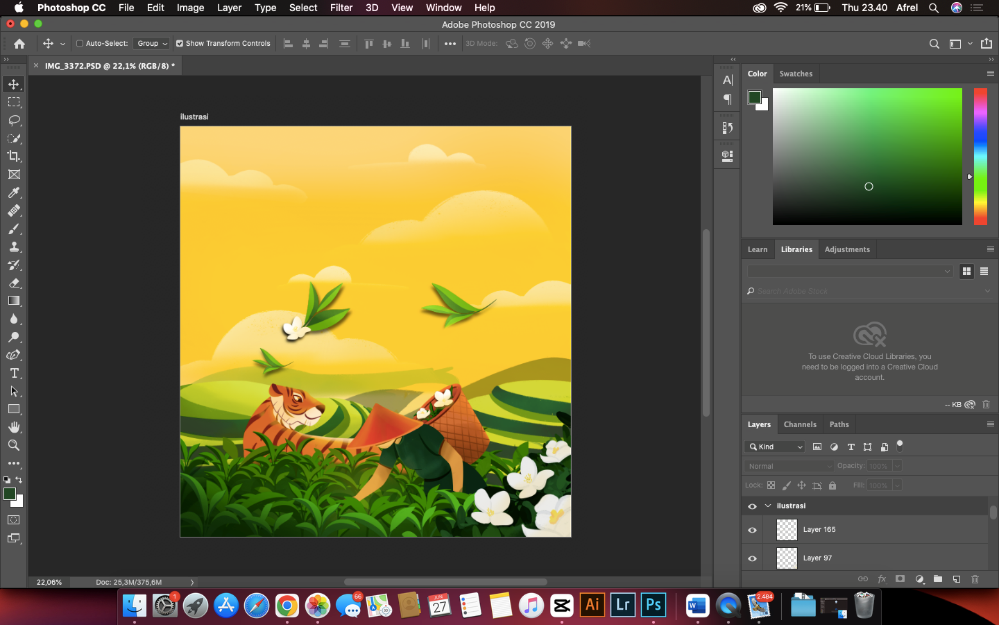 Photoshop CC File Edit Image Layer Type Select Filter 3D View Window Help 21% Thu 23.40 Afrel
Adobe Photoshop CC 2019
Auto-Select: Group Show Transform Controls 3D Mode:
× IMG_3372.PSD @ 22,1% (RGB/8) *
Color Swatches
ilustrasi
Learn Libraries Adjustments
Search Adobe Stock
To use Creative Cloud Libraries, you
need to be logged into a Creative Cloud
account.
-- KB
Layers Channels Paths
Kind
Normal Opacity: 100%
Lock: Fill: 100%
ilustrasi
Layer 165
Layer 97
22,06% Doc: 25,3M/375,6M
1
66
JAN
27
Ai Lr Ps W
2.484